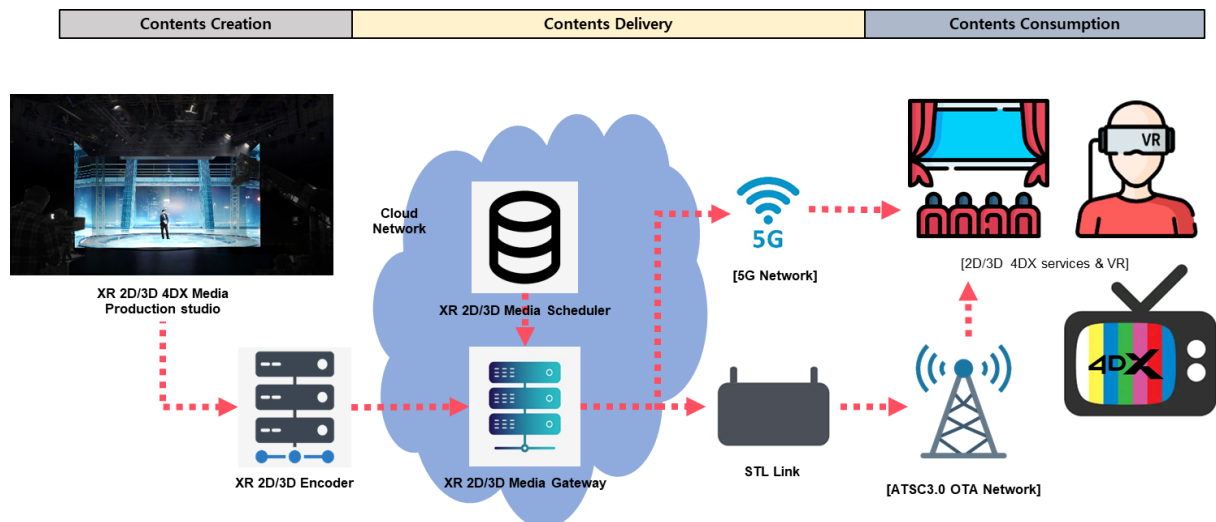 Contents Creation
Contents Delivery
Contents Consumption
Cloud
Network
XR 2D/3D 4DX Media
Production studio
XR 2D/3D Media Scheduler
5G
[5G Network]
VR
[2D/3D 4DX services & VR]
4DX
XR 2D/3D Encoder
XR 2D/3D Media Gateway
STL Link
[ATSC3.0 OTA Network]